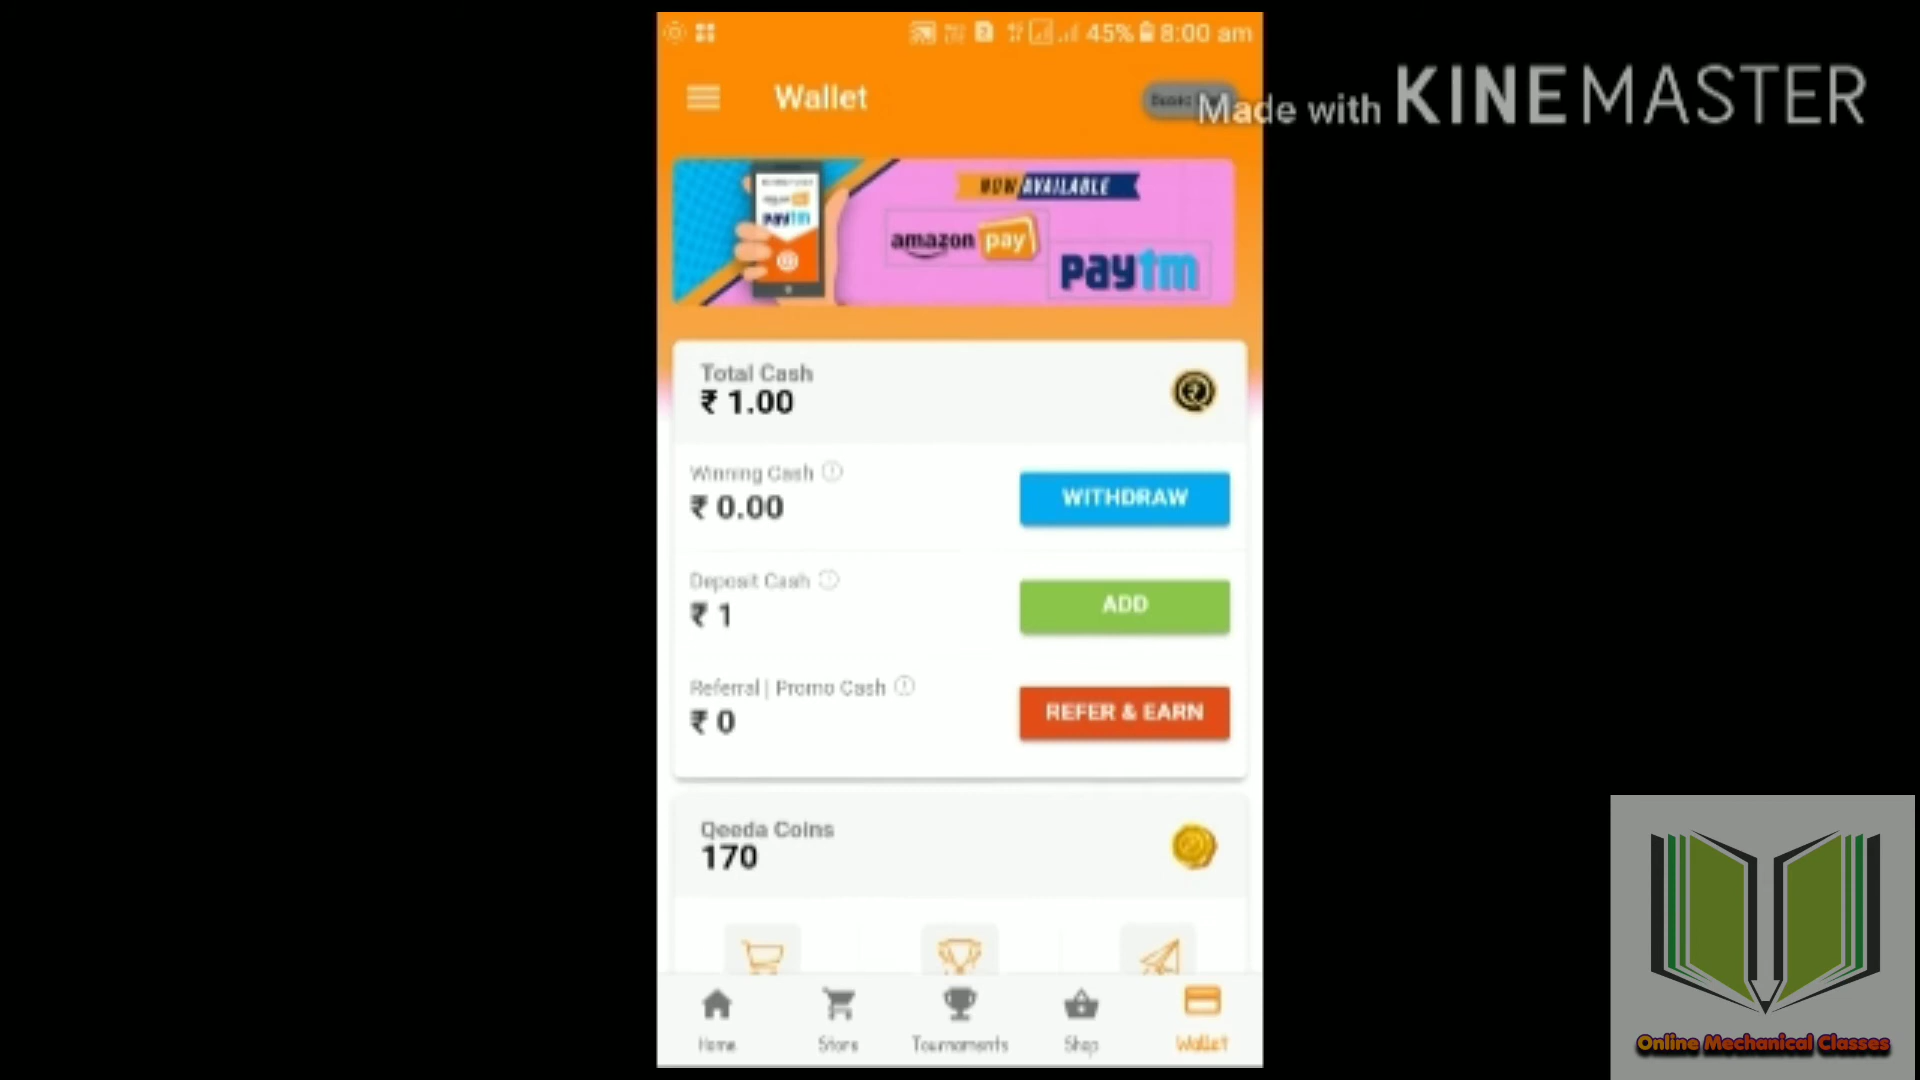 45% 8:00 am
Wallet
Made with KINEMASTER
NOW AVAILABLE
amazon pay
paytm
paytm
Total Cash
₹ 1.00
Winning Cash
₹ 0.00
WITHDRAW
Deposit Cash
₹ 1
ADD
Referral | Promo Cash
₹ 0
REFER & EARN
Qeeda Coins
170
Home
Store
Tournaments
Shop
Wallet
Online Mechanical Classes